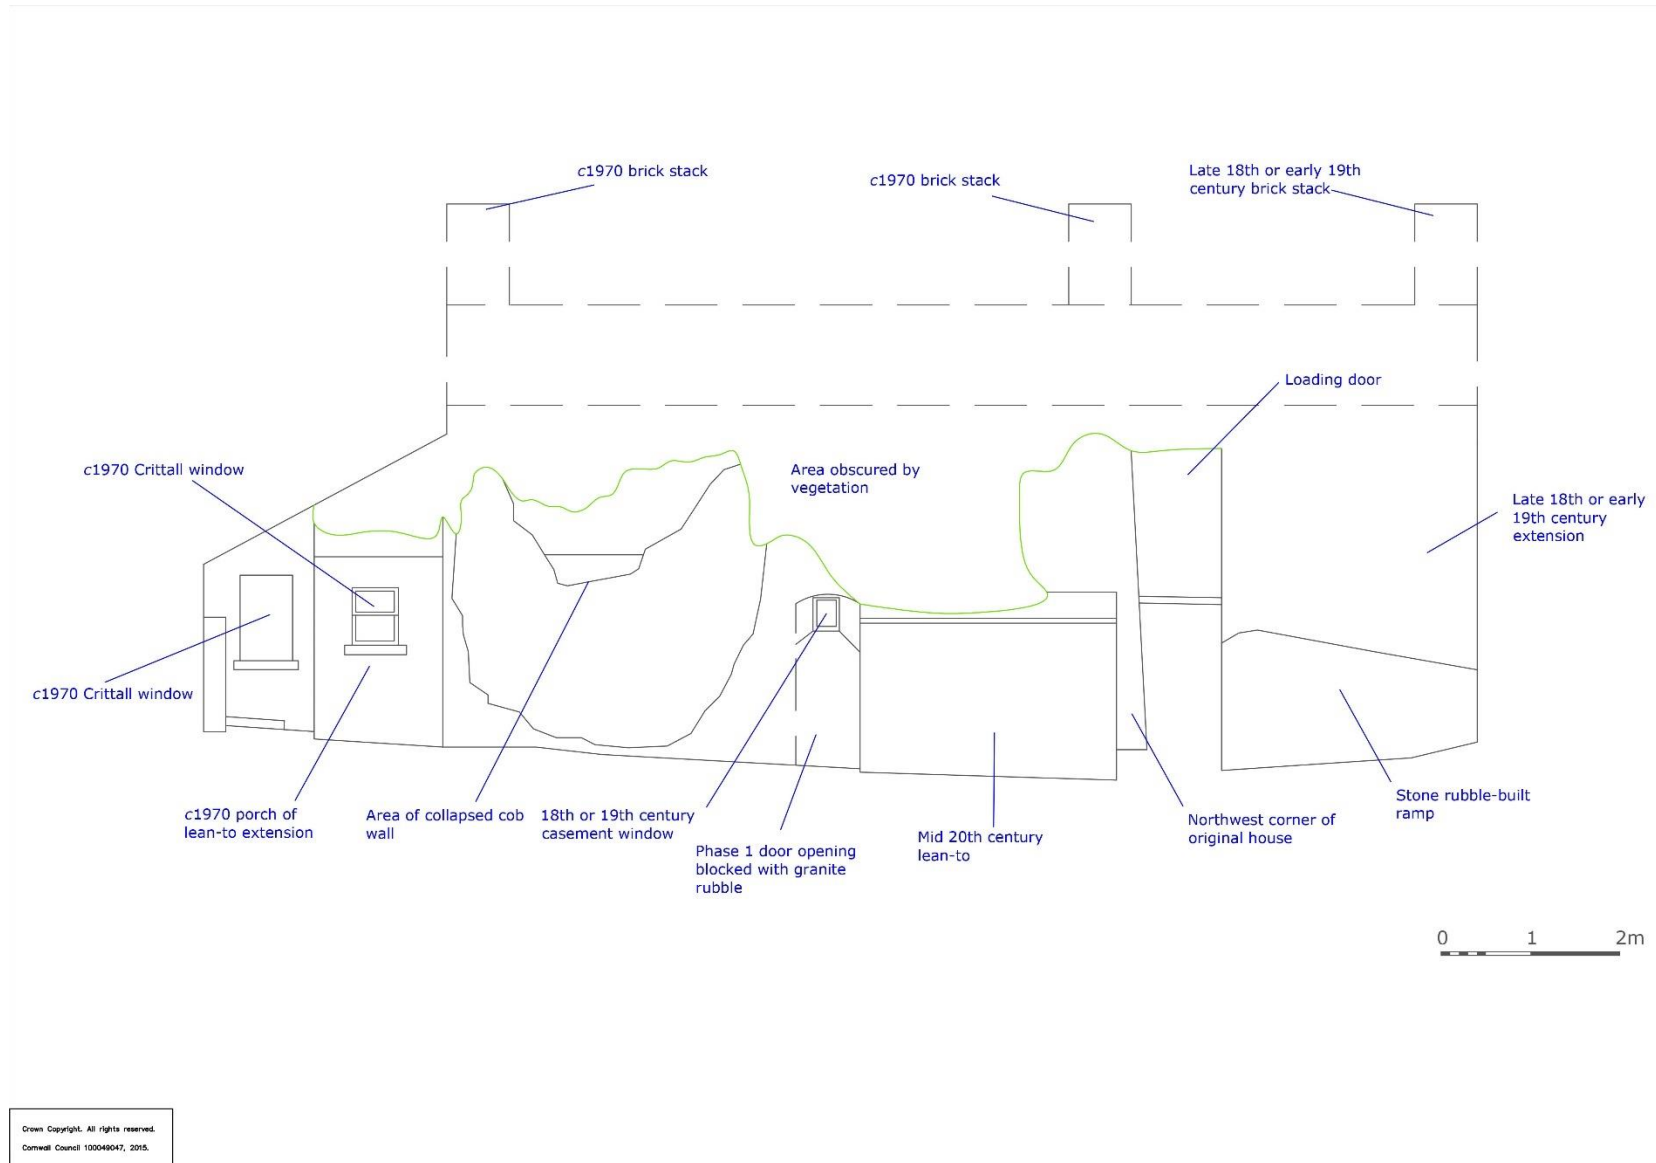 c1970 brick stack
c1970 brick stack
Late 18th or early 19th
century brick stack
Loading door
c1970 Crittall window
Area obscured by
vegetation
Late 18th or early
19th century
extension
c1970 Crittall window
c1970 porch of
lean-to extension
Area of collapsed cob
wall
18th or 19th century
casement window
Phase 1 door opening
blocked with granite
rubble
Mid 20th century
lean-to
Northwest corner of
original house
Stone rubble-built
ramp
0 1 2m
Crown Copyright. All rights reserved.
Cornwall Council 100049047, 2015.